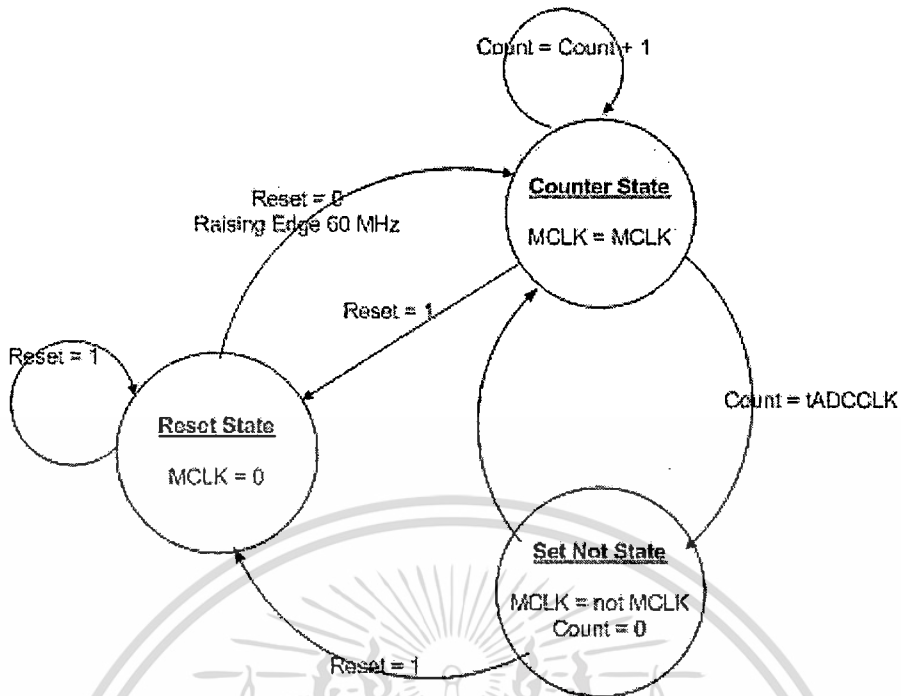 Count = Count + 1
Counter State
MCLK = MCLK
Reset = 0
Raising Edge 60 MHz
Reset = 1
Reset = 1
Reset State
MCLK = 0
Count = tADCCLK
Set Not State
MCLK = not MCLK
Count = 0
Reset = 1